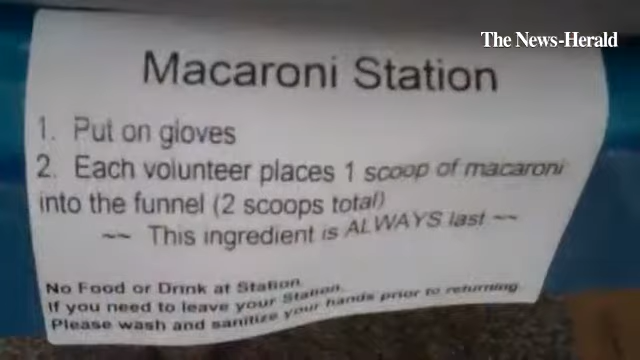 The News-Herald
Macaroni Station
1. Put on gloves
2. Each volunteer places 1 scoop of macaroni
into the funnel (2 scoops total)
~~ This ingredient is ALWAYS last ~~
No Food or Drink at Station.
If you need to leave your Station.
Please wash and sanitize your hands prior to returning.